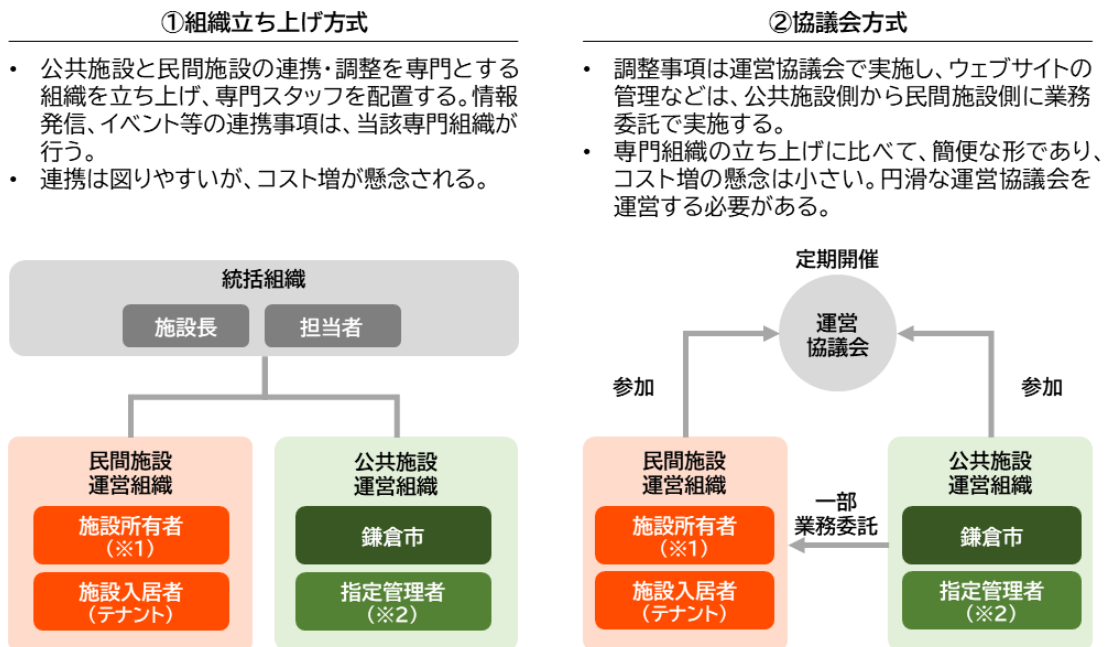 ①組織立ち上げ方式
• 公共施設と民間施設の連携・調整を専門とする
組織を立ち上げ、専門スタッフを配置する。情報
発信、イベント等の連携事項は、当該専門組織が
行う。
• 連携は図りやすいが、コスト増が懸念される。
統括組織
施設長
担当者
民間施設
運営組織
施設所有者
（※1）
施設入居者
（テナント）
公共施設
運営組織
鎌倉市
指定管理者
（※2）
②協議会方式
• 調整事項は運営協議会で実施し、ウェブサイトの
管理などは、公共施設側から民間施設側に業務
委託で実施する。
• 専門組織の立ち上げに比べて、簡便な形であり、
コスト増の懸念は小さい。円滑な運営協議会を
運営する必要がある。
定期開催
運営
協議会
参加
参加
民間施設
運営組織
施設所有者
（※1）
施設入居者
（テナント）
一部
業務委託
公共施設
運営組織
鎌倉市
指定管理者
（※2）